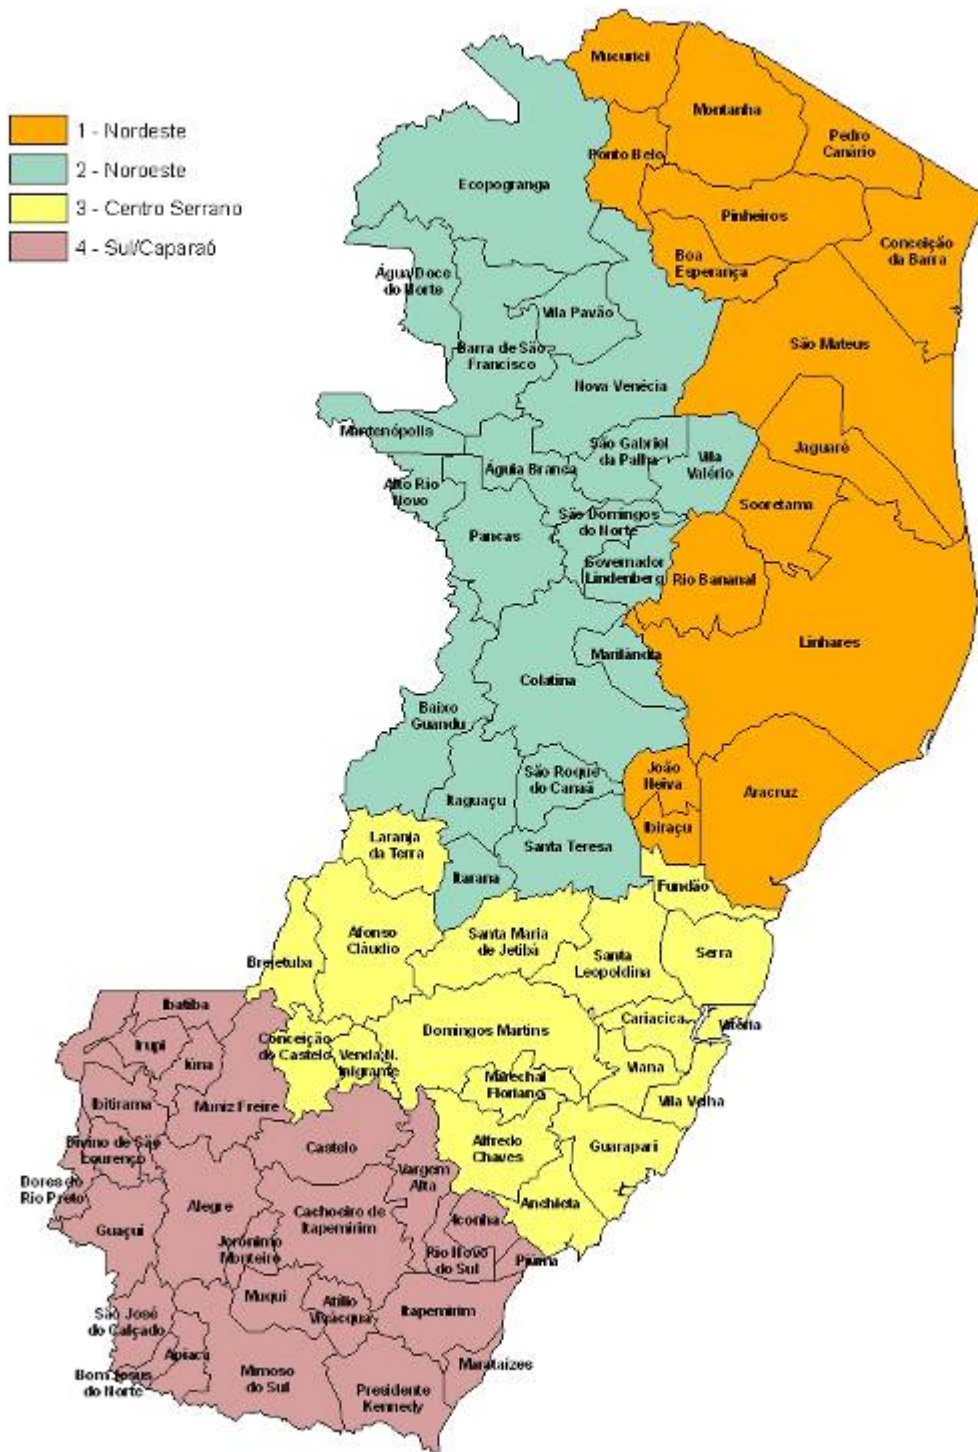 1 - Nordeste
2 - Noroeste
3 - Centro Serrano
4 - Sul/Caparaó
Mucurici
Montanha
Pedro
Canário
Ponto Belo
Ecopogranga
Pinheiros
Conceição
da Barra
Boa
Esperança
Água Doce
do Norte
Vila Pavão
São Mateus
Barra de São
Francisco
Nova Venécia
Mantenópolis
São Gabriel
da Palha
Vila
Valério
Jaguaré
Águia Branca
Alto Rio
Novo
Sooretama
São Domingos
do Norte
Pancas
Governador
Lindenberg
Rio Bananal
Linhares
Marilândia
Colatina
Baixo
Guandu
São Roque
do Canaã
João
Neiva
Aracruz
Itaguaçu
Ibiraçu
Laranja
da Terra
Santa Teresa
Itarana
Fundão
Afonso
Cláudio
Santa Maria
de Jetibá
Serra
Brejetuba
Santa
Leopoldina
Ibatiba
Cariacica
Vitória
Conceição
do Castelo
Domingos Martins
Irupi
Iúna
Venda N.
Imigrante
Viana
Marechal
Floriano
Ibitirama
Muniz Freire
Vila Velha
Divino de São
Lourenço
Castelo
Alfredo
Chaves
Guarapari
Dores do
Rio Preto
Vargem
Alta
Alegre
Cachoeiro de
Itapemirim
Anchieta
Guaçuí
Iconha
Jerônimo
Monteiro
Rio Novo
do Sul
Piúma
Muqui
Atílio
Vivácqua
Itapemirim
São José
do Calçado
Apiacá
Bom Jesus
do Norte
Mimoso
do Sul
Marataízes
Presidente
Kennedy